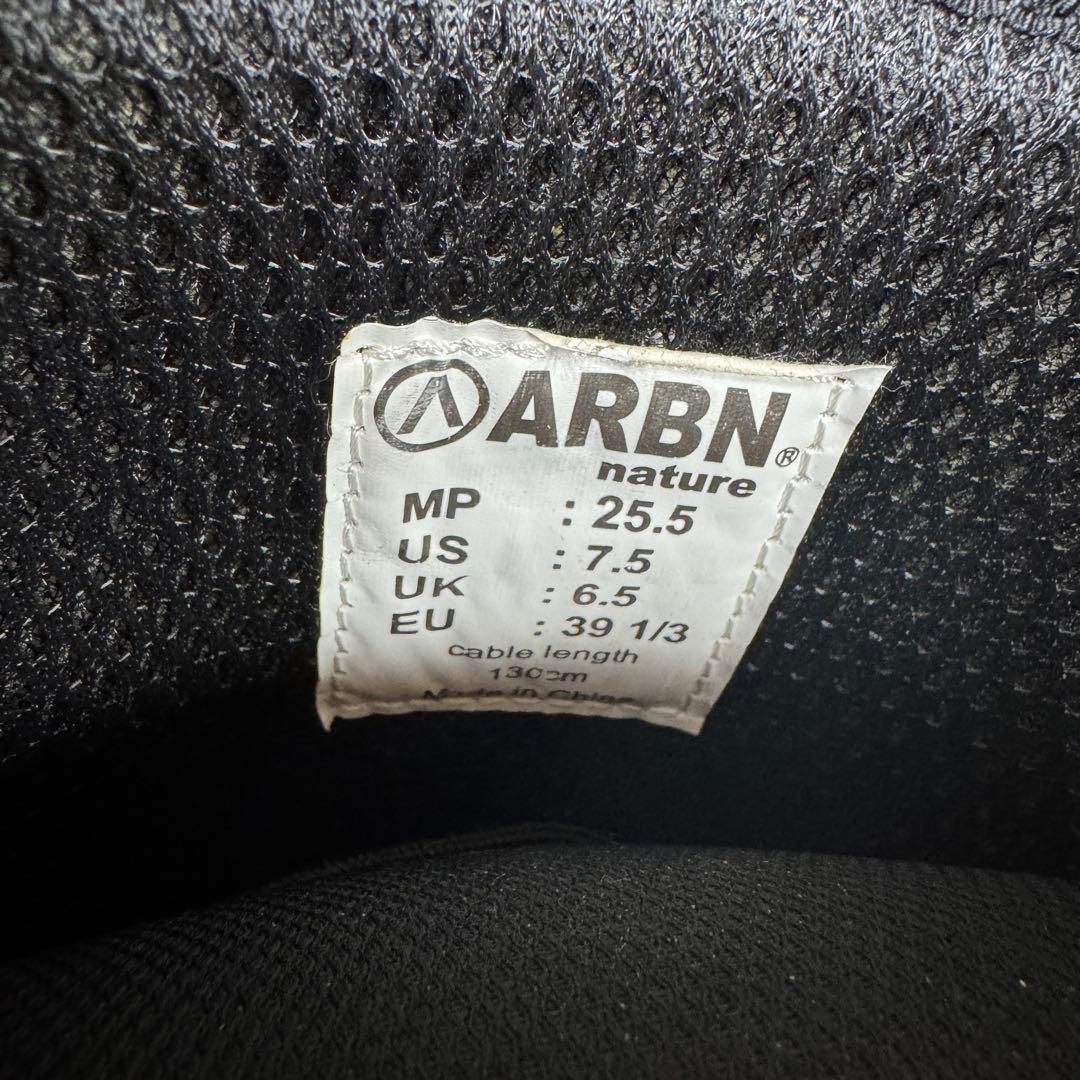 ARBN®
nature
MP : 25.5
US : 7.5
UK : 6.5
EU : 39 1/3
cable length
130cm
Made in China